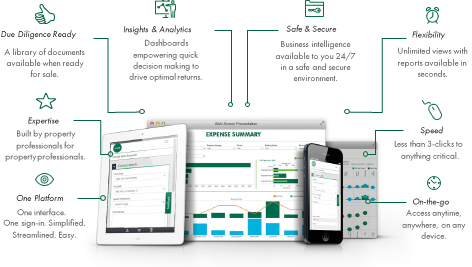 Due Diligence Ready
A library of documents
available when ready
for sale.
Insights & Analytics
Dashboards
empowering quick
decision making to
drive optimal returns.
Safe & Secure
Business intelligence
available to you 24/7
in a safe and secure
environment.
Flexibility
Unlimited views with
reports available in
seconds.
Expertise
Built by property
professionals for
property professionals.
One Platform
One interface.
One sign-in. Simplified.
Streamlined. Easy.
EXPENSE SUMMARY
Speed
Less than 3-clicks to
anything critical.
On-the-go
Access anytime,
anywhere, on any
device.